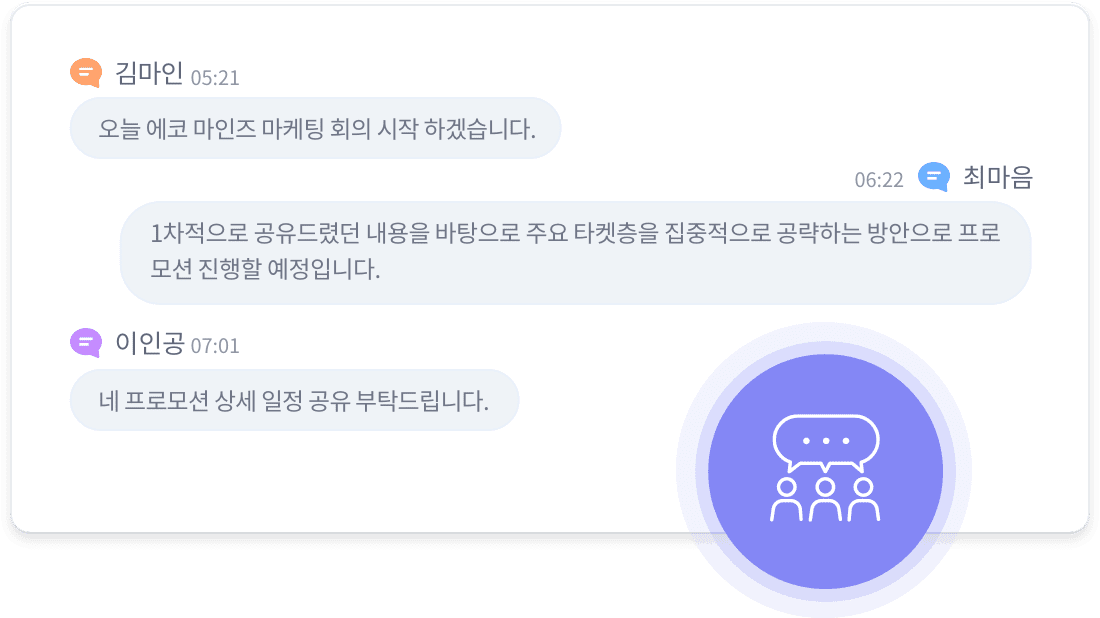 김마인 05:21
오늘 에코 마인즈 마케팅 회의 시작 하겠습니다.
06:22 최마음
1차적으로 공유드렸던 내용을 바탕으로 주요 타켓층을 집중적으로 공략하는 방안으로 프로
모션 진행할 예정입니다.
이인공 07:01
네 프로모션 상세 일정 공유 부탁드립니다.